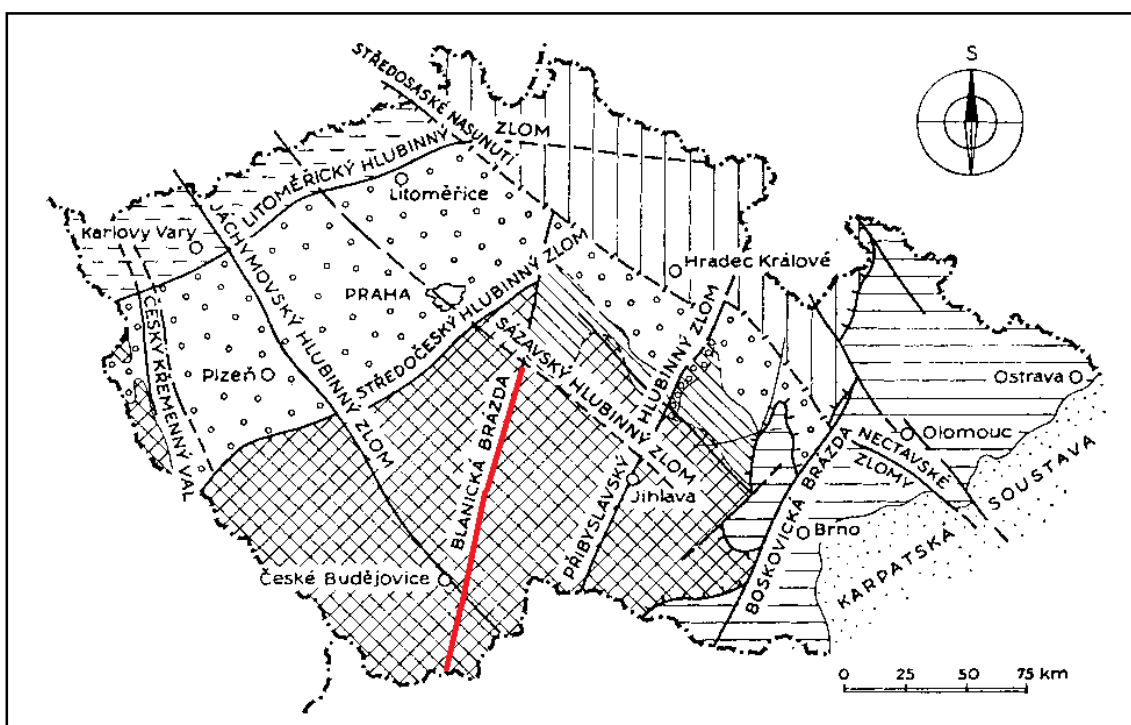 S
STŘEDOSASKÉ NASUNUTÍ
LITOMĚŘICKÝ HLUBINNÝ ZLOM
Litoměřice
Karlovy Vary
JÁCHYMOVSKÝ HLUBINNÝ ZLOM
Hradec Králové
PRAHA
STŘEDOČESKÝ HLUBINNÝ ZLOM
ČESKÝ KŘEMENNÝ VAL
SÁZAVSKÝ HLUBINNÝ ZLOM
Plzeň
PŘIBYSLAVSKÝ HLUBINNÝ ZLOM
Ostrava
BLANICKÁ BRÁZDA
Olomouc
NECTAVSKÉ
ZLOMY
Jihlava
BOSKOVICKÁ BRÁZDA
Brno
KARPATSKÁ SOUSTAVA
České Budějovice
0 25 50 75 km